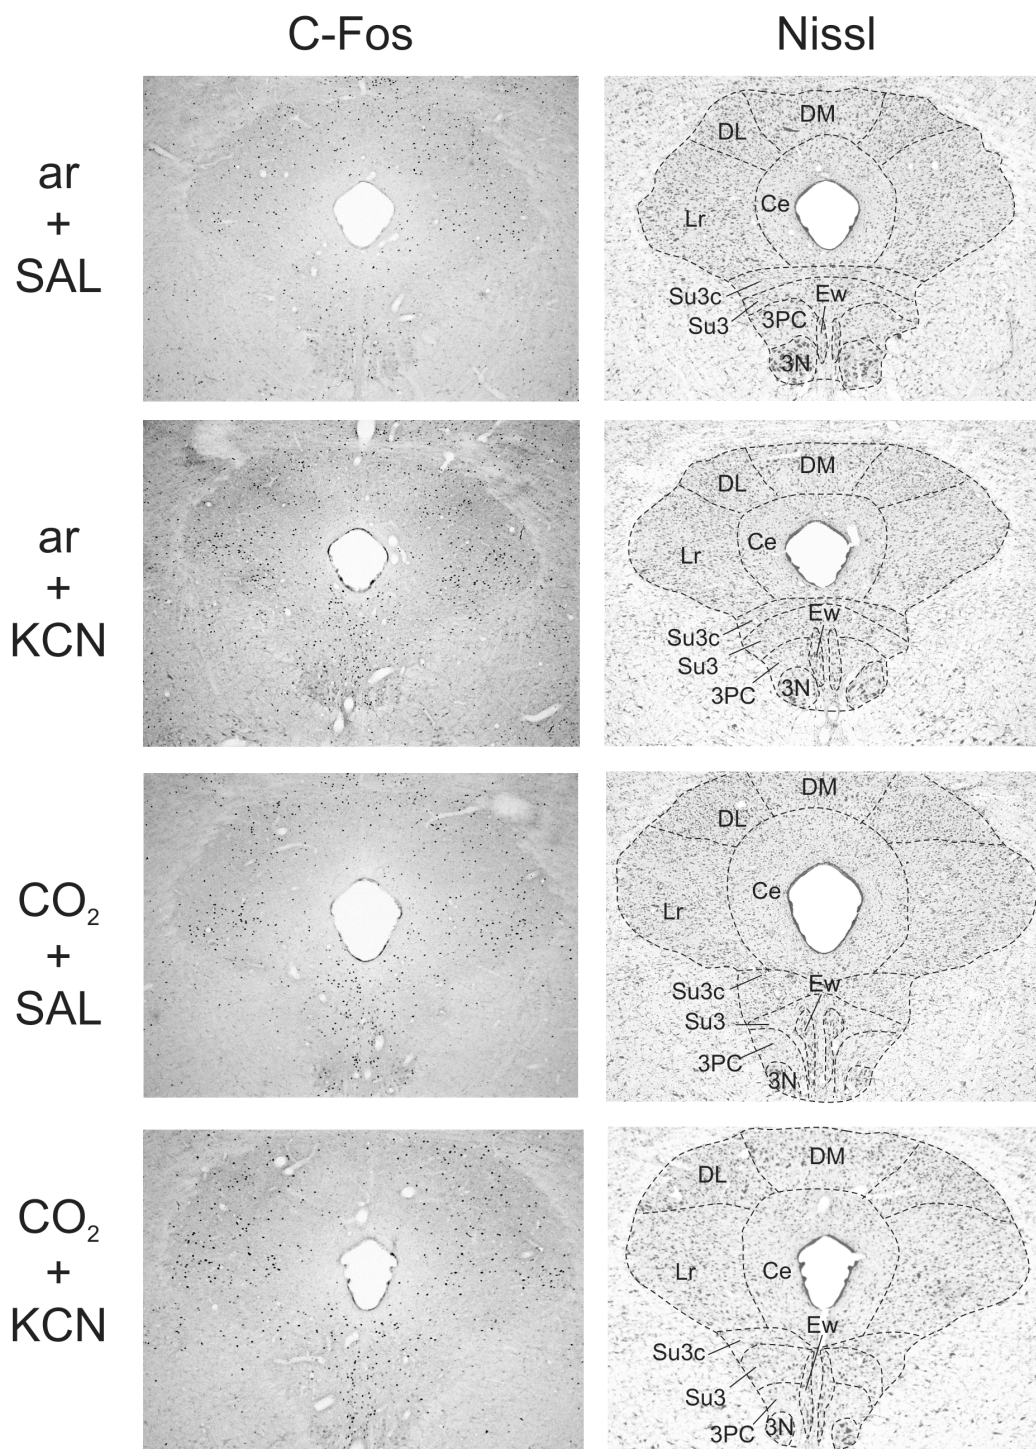 C-Fos Nissl
ar
+
SAL
DM
DL
Ce
Lr
Su3c
Ew
Su3
3PC
3N
ar
+
KCN
DM
DL
Ce
Lr
Ew
Su3c
Su3
3PC
3N
CO₂
+
SAL
DM
DL
Ce
Lr
Ew
Su3c
Su3
3PC
3N
CO₂
+
KCN
DM
DL
Ce
Lr
Ew
Su3c
Su3
3PC
3N